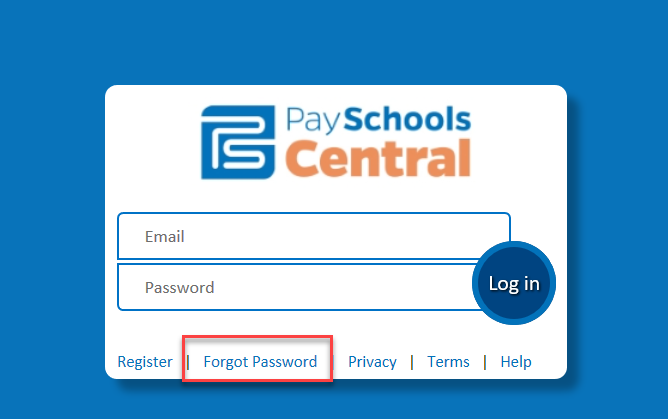 PaySchools
Central
Email
Password
Log in
Register | Forgot Password | Privacy | Terms | Help